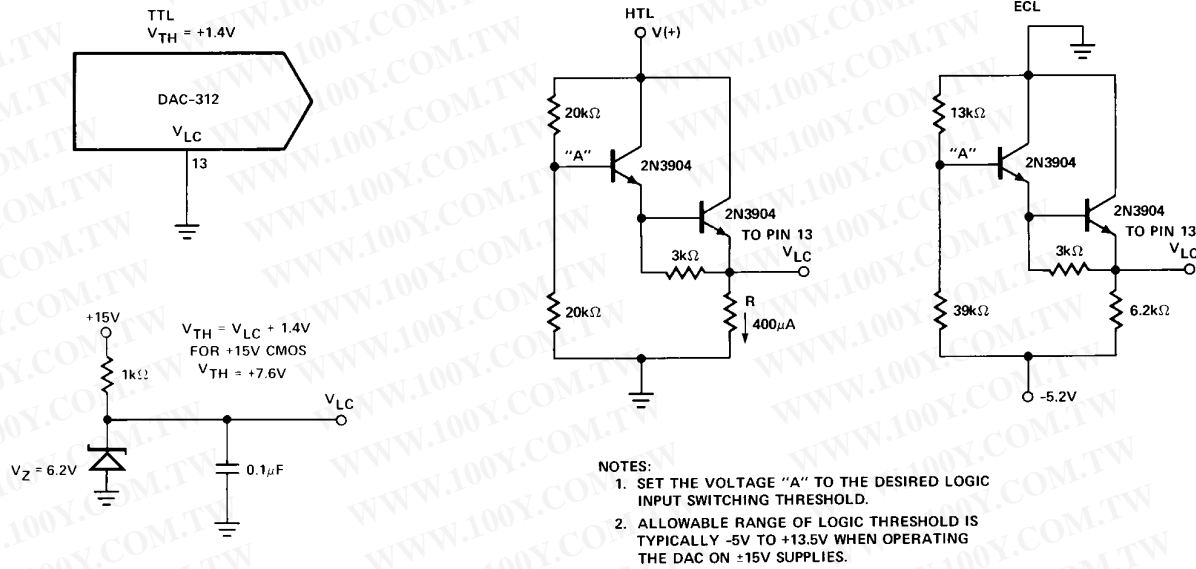 TTL
V_TH = +1.4V
DAC-312
V_LC
13
+15V
1kΩ
V_TH = V_LC + 1.4V
FOR +15V CMOS
V_TH = +7.6V
V_LC
V_Z = 6.2V
0.1μF
HTL
V(+)
20kΩ
"A"
2N3904
2N3904
TO PIN 13
V_LC
3kΩ
20kΩ
R
400μA
ECL
13kΩ
"A"
2N3904
2N3904
TO PIN 13
V_LC
3kΩ
39kΩ
6.2kΩ
-5.2V
NOTES:
1. SET THE VOLTAGE "A" TO THE DESIRED LOGIC
INPUT SWITCHING THRESHOLD.
2. ALLOWABLE RANGE OF LOGIC THRESHOLD IS
TYPICALLY -5V TO +13.5V WHEN OPERATING
THE DAC ON ±15V SUPPLIES.
WWW.100Y.COM.TW